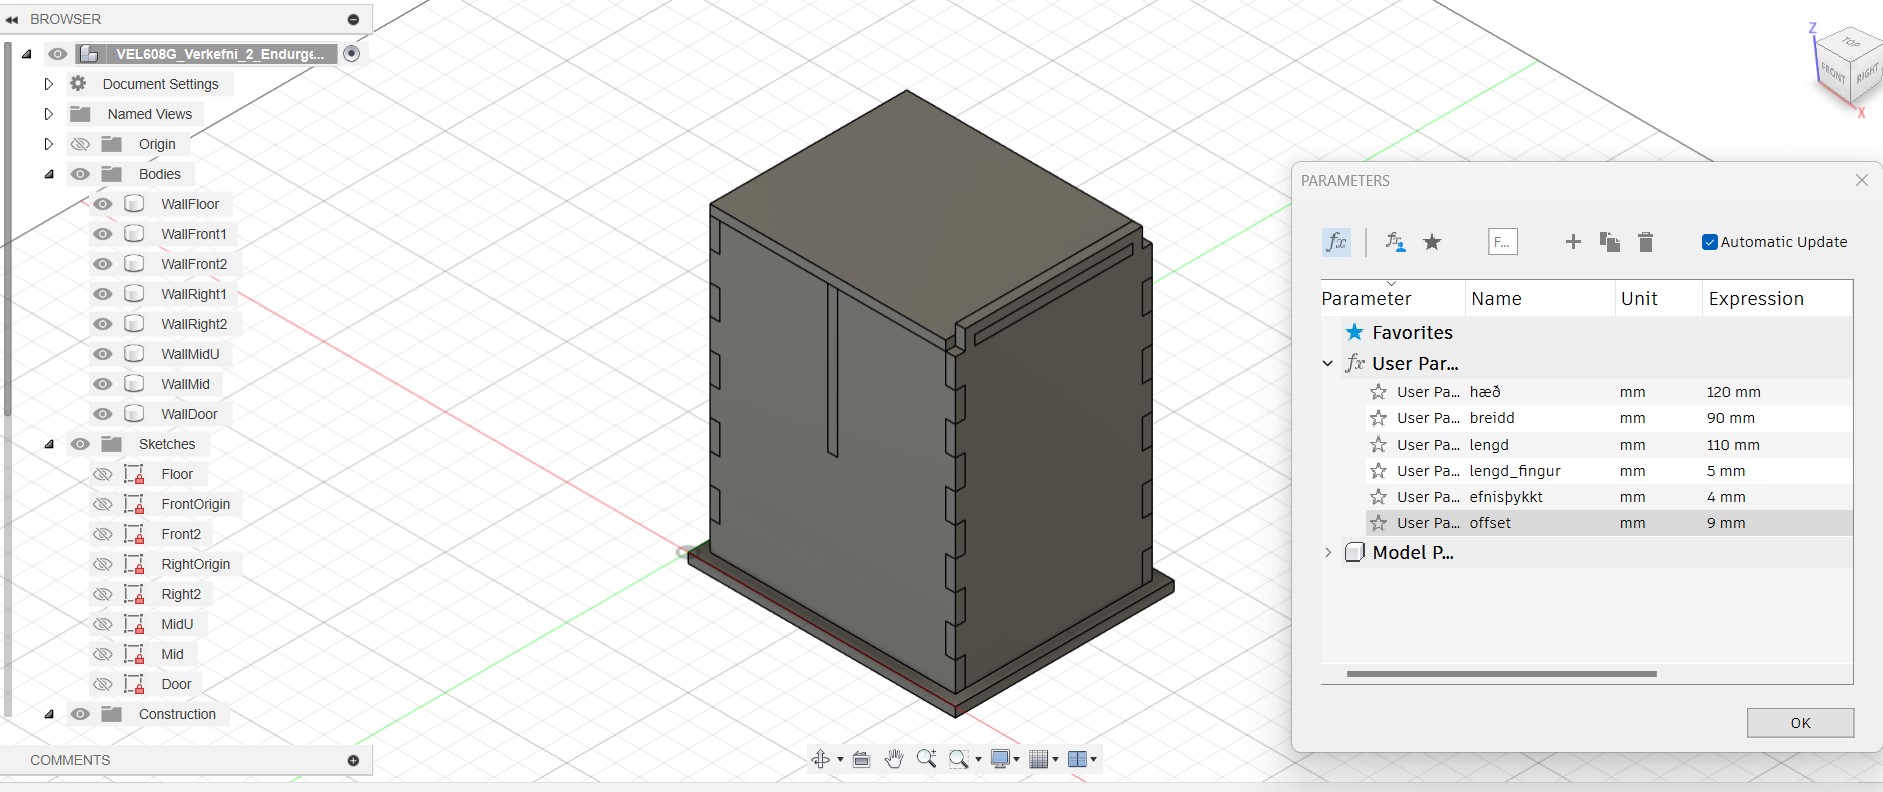 BROWSER
VEL608G_Verkefni_2_Endurge...
Document Settings
Named Views
Origin
Bodies
WallFloor
WallFront1
WallFront2
WallRight1
WallRight2
WallMidU
WallMid
WallDoor
Sketches
Floor
FrontOrigin
Front2
RightOrigin
Right2
MidU
Mid
Door
Construction
COMMENTS
Z
TOP
FRONT
RIGHT
X
PARAMETERS
fx fx F... Automatic Update
Parameter Name Unit Expression
Favorites
fx User Par...
User Pa... hæð mm 120 mm
User Pa... breidd mm 90 mm
User Pa... lengd mm 110 mm
User Pa... lengd_fingur mm 5 mm
User Pa... efnisþykkt mm 4 mm
User Pa... offset mm 9 mm
Model P...
OK